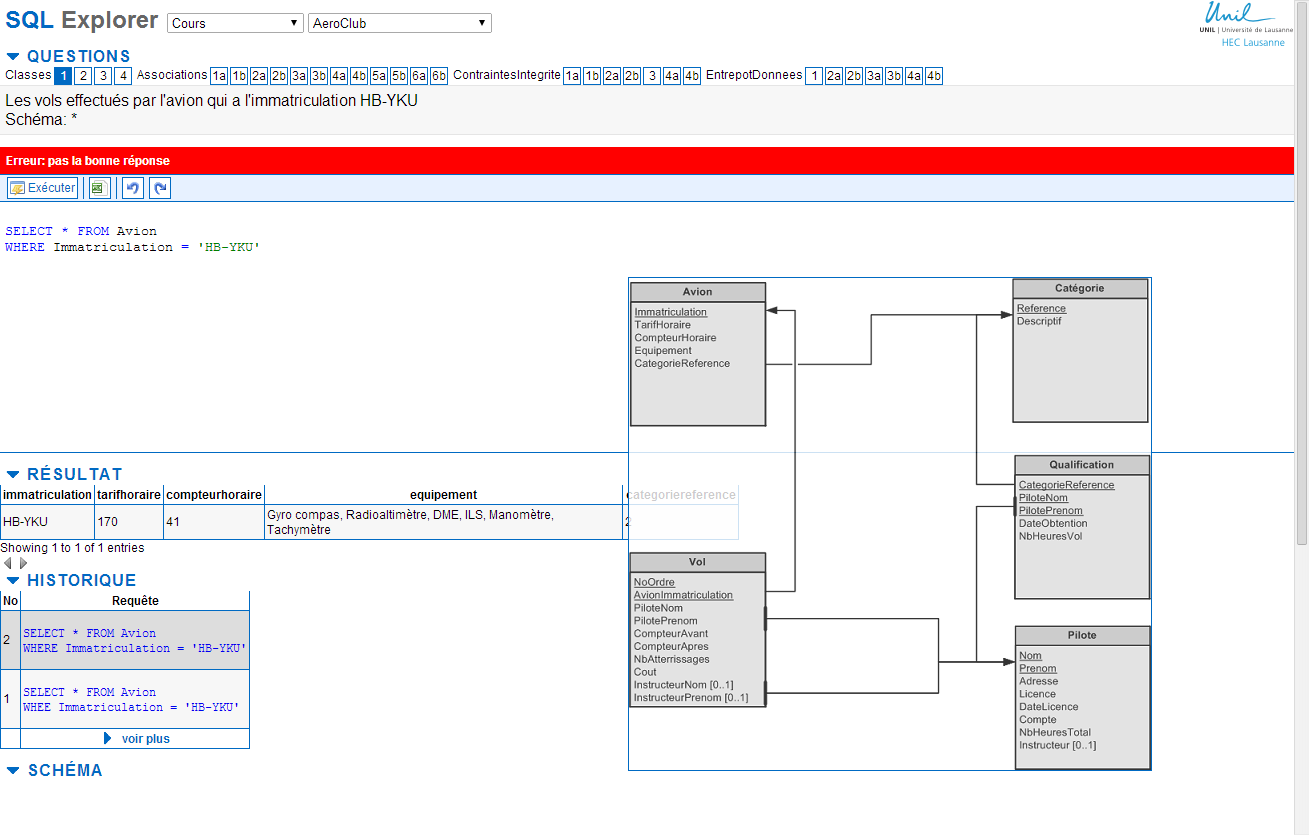 SQL Explorer Cours AeroClub
Unil
UNIL | Université de Lausanne
HEC Lausanne
QUESTIONS
Classes 1 2 3 4 Associations 1a 1b 2a 2b 3a 3b 4a 4b 5a 5b 6a 6b ContraintesIntegrite 1a 1b 2a 2b 3 4a 4b EntrepotDonnees 1 2a 2b 3a 3b 4a 4b
Les vols effectués par l'avion qui a l'immatriculation HB-YKU
Schéma: *
Erreur: pas la bonne réponse
Exécuter
SELECT * FROM Avion
WHERE Immatriculation = 'HB-YKU'
Avion
Immatriculation
TarifHoraire
CompteurHoraire
Equipement
CategorieReference
Catégorie
Reference
Descriptif
Qualification
CategorieReference
PiloteNom
PilotePrenom
DateObtention
NbHeuresVol
Vol
NoOrdre
AvionImmatriculation
PiloteNom
PilotePrenom
CompteurAvant
CompteurApres
NbAtterrissages
Cout
InstructeurNom [0..1]
InstructeurPrenom [0..1]
Pilote
Nom
Prenom
Adresse
Licence
DateLicence
Compte
NbHeuresTotal
Instructeur [0..1]
RÉSULTAT
immatriculation tarifhoraire compteurhoraire equipement categoriereference
HB-YKU 170 41 Gyro compas, Radioaltimètre, DME, ILS, Manomètre, 2
Tachymètre
Showing 1 to 1 of 1 entries
HISTORIQUE
No Requête
2 SELECT * FROM Avion
WHERE Immatriculation = 'HB-YKU'
1 SELECT * FROM Avion
WHEE Immatriculation = 'HB-YKU'
voir plus
SCHÉMA